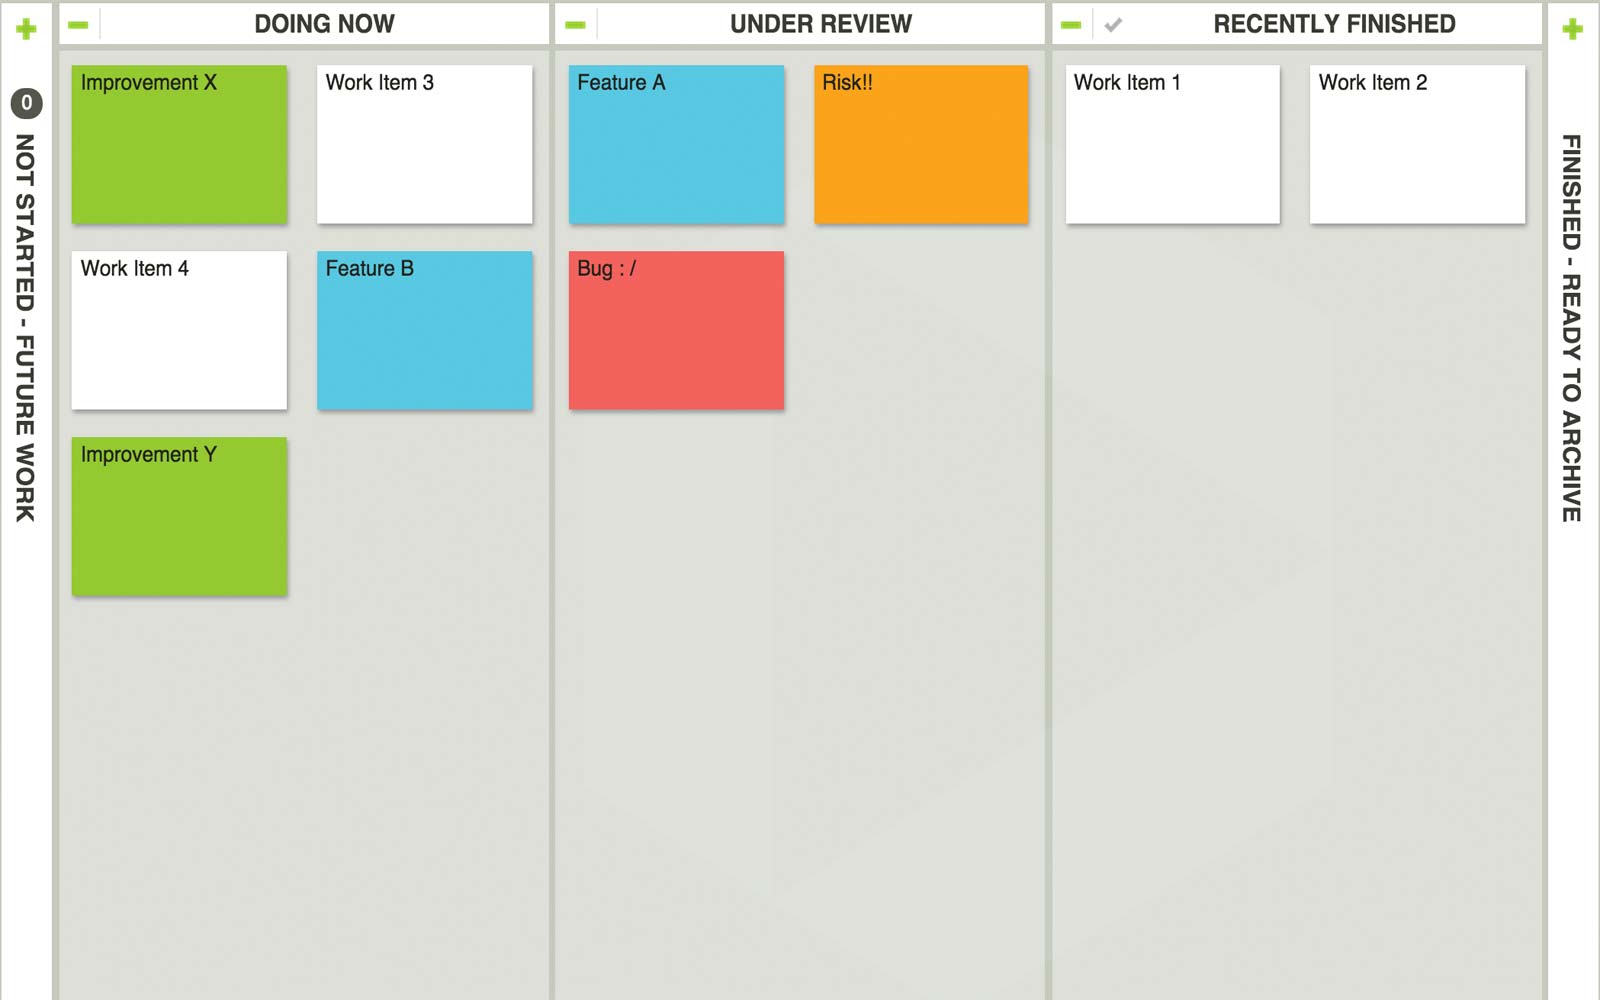 0
NOT STARTED - FUTURE WORK
DOING NOW
Improvement X
Work Item 3
Work Item 4
Feature B
Improvement Y
UNDER REVIEW
Feature A
Risk!!
Bug : /
RECENTLY FINISHED
Work Item 1
Work Item 2
FINISHED - READY TO ARCHIVE